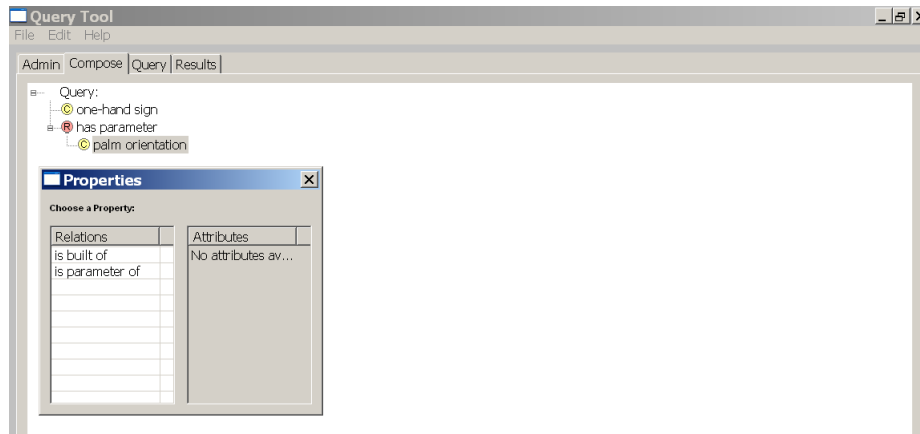 Query Tool
File Edit Help
Admin Compose Query Results
Query:
C one-hand sign
R has parameter
C palm orientation
Properties
Choose a Property:
Relations Attributes
is built of No attributes av...
is parameter of